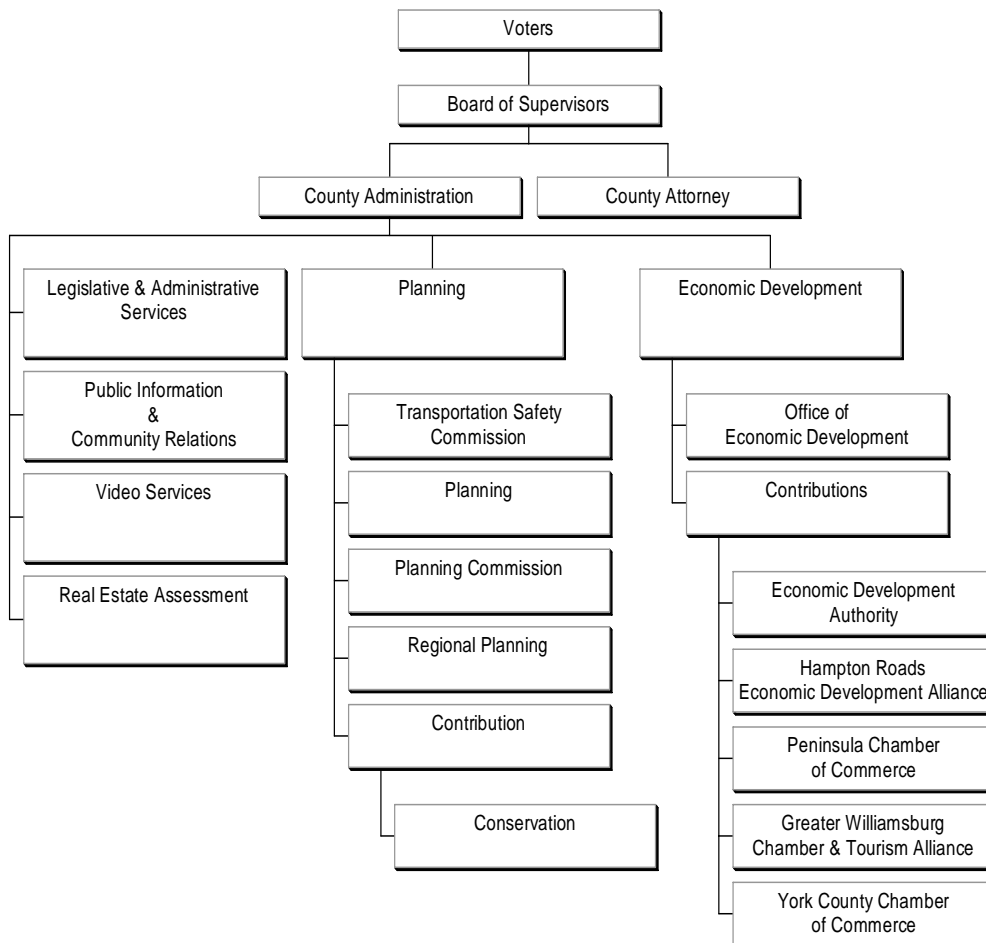 Voters
Board of Supervisors
County Administration
County Attorney
Legislative & Administrative
Services
Public Information
&
Community Relations
Video Services
Real Estate Assessment
Planning
Transportation Safety
Commission
Planning
Planning Commission
Regional Planning
Contribution
Conservation
Economic Development
Office of
Economic Development
Contributions
Economic Development
Authority
Hampton Roads
Economic Development Alliance
Peninsula Chamber
of Commerce
Greater Williamsburg
Chamber & Tourism Alliance
York County Chamber
of Commerce